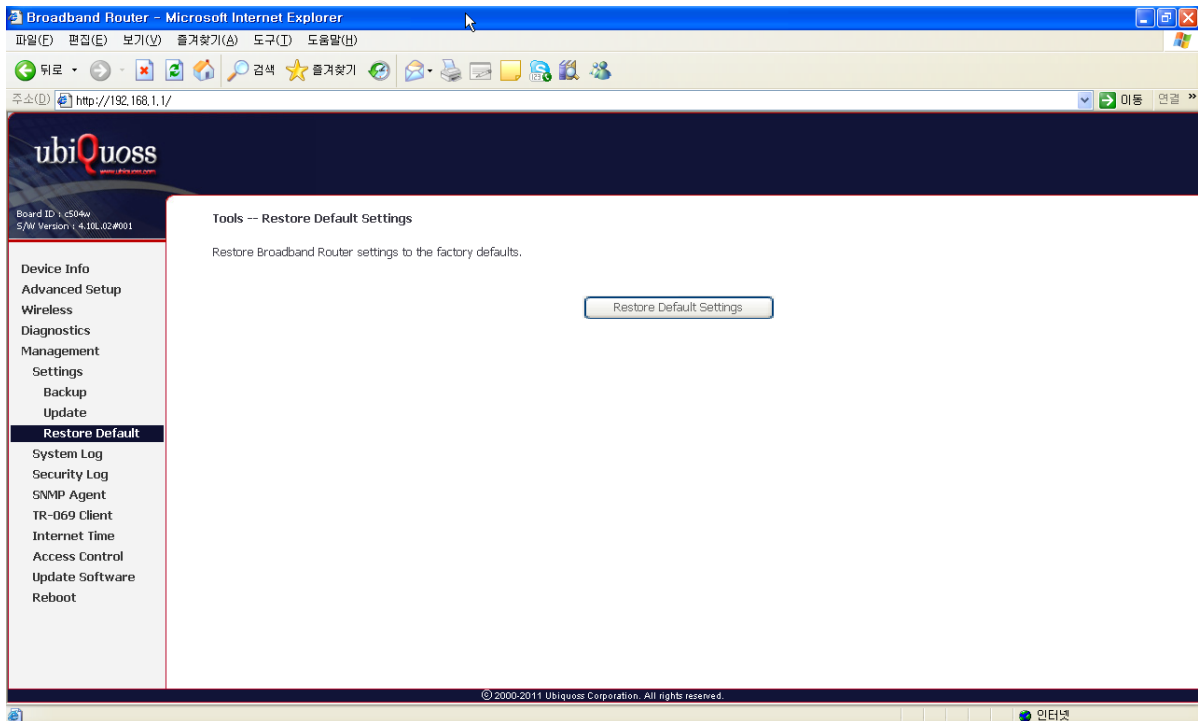 Broadband Router - Microsoft Internet Explorer
파일(F) 편집(E) 보기(V) 즐겨찾기(A) 도구(T) 도움말(H)
뒤로 검색 즐겨찾기
주소(D) http://192.168.1.1/ 이동 연결 »
ubiQuoss
www.ubiquoss.com
Board ID : c504w
S/W Version : 4.10L.02#001
Tools -- Restore Default Settings
Restore Broadband Router settings to the factory defaults.
Restore Default Settings
Device Info
Advanced Setup
Wireless
Diagnostics
Management
Settings
Backup
Update
Restore Default
System Log
Security Log
SNMP Agent
TR-069 Client
Internet Time
Access Control
Update Software
Reboot
© 2000-2011 Ubiquoss Corporation. All rights reserved.
인터넷